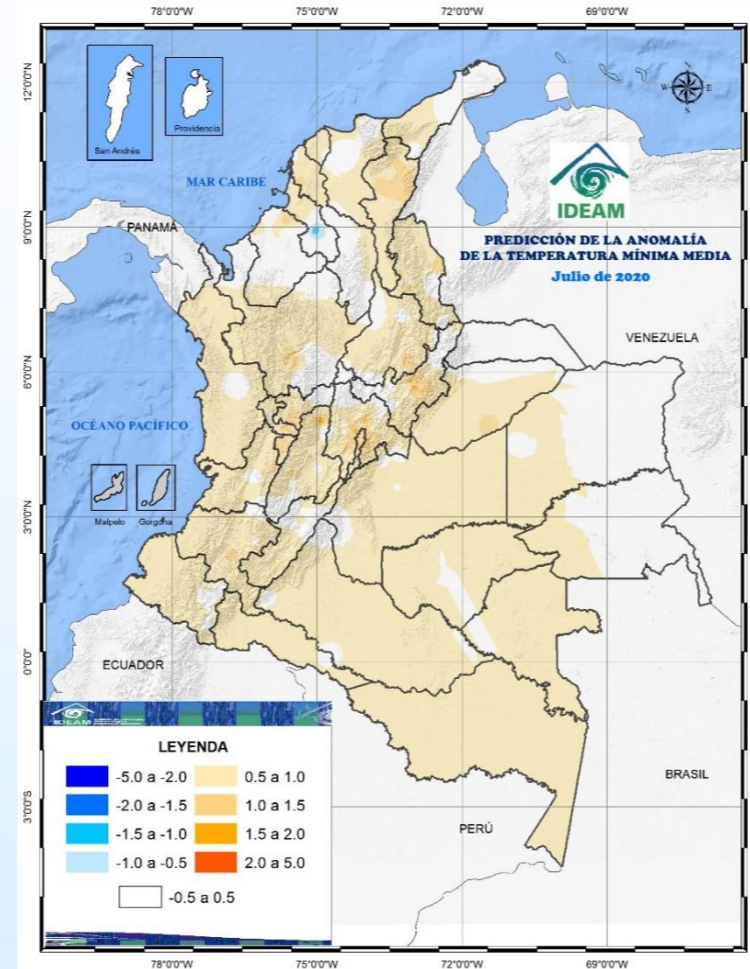 78°0'0"W 75°0'0"W 72°0'0"W 69°0'0"W
12°0'0"N
9°0'0"N
6°0'0"N
3°0'0"N
0°0'0"
3°0'0"S
San Andrés
Providencia
N
W E
S
MAR CARIBE
IDEAM
PANAMA
PREDICCIÓN DE LA ANOMALÍA
DE LA TEMPERATURA MÍNIMA MEDIA
Julio de 2020
VENEZUELA
OCÉANO PACÍFICO
Malpelo Gorgona
ECUADOR
IDEAM
LEYENDA
-5.0 a -2.0 0.5 a 1.0
-2.0 a -1.5 1.0 a 1.5
-1.5 a -1.0 1.5 a 2.0
-1.0 a -0.5 2.0 a 5.0
-0.5 a 0.5
BRASIL
PERÚ
78°0'0"W 75°0'0"W 72°0'0"W 69°0'0"W